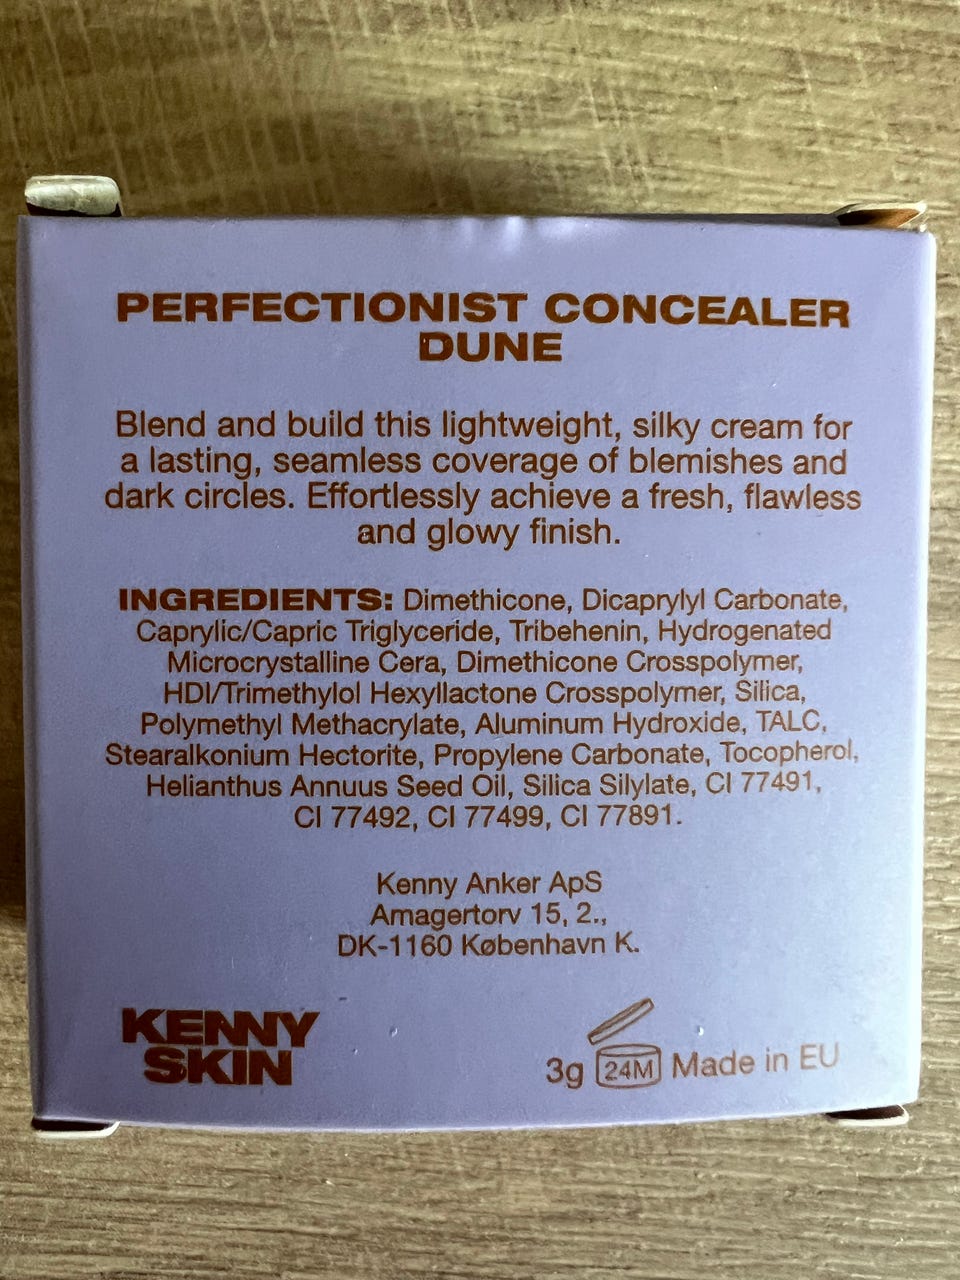 PERFECTIONIST CONCEALER
DUNE
Blend and build this lightweight, silky cream for
a lasting, seamless coverage of blemishes and
dark circles. Effortlessly achieve a fresh, flawless
and glowy finish.
INGREDIENTS: Dimethicone, Dicaprylyl Carbonate,
Caprylic/Capric Triglyceride, Tribehenin, Hydrogenated
Microcrystalline Cera, Dimethicone Crosspolymer,
HDI/Trimethylol Hexyllactone Crosspolymer, Silica,
Polymethyl Methacrylate, Aluminum Hydroxide, TALC,
Stearalkonium Hectorite, Propylene Carbonate, Tocopherol,
Helianthus Annuus Seed Oil, Silica Silylate, CI 77491,
CI 77492, CI 77499, CI 77891.
Kenny Anker ApS
Amagertorv 15, 2.,
DK-1160 København K.
KENNY
SKIN
3g 24M Made in EU